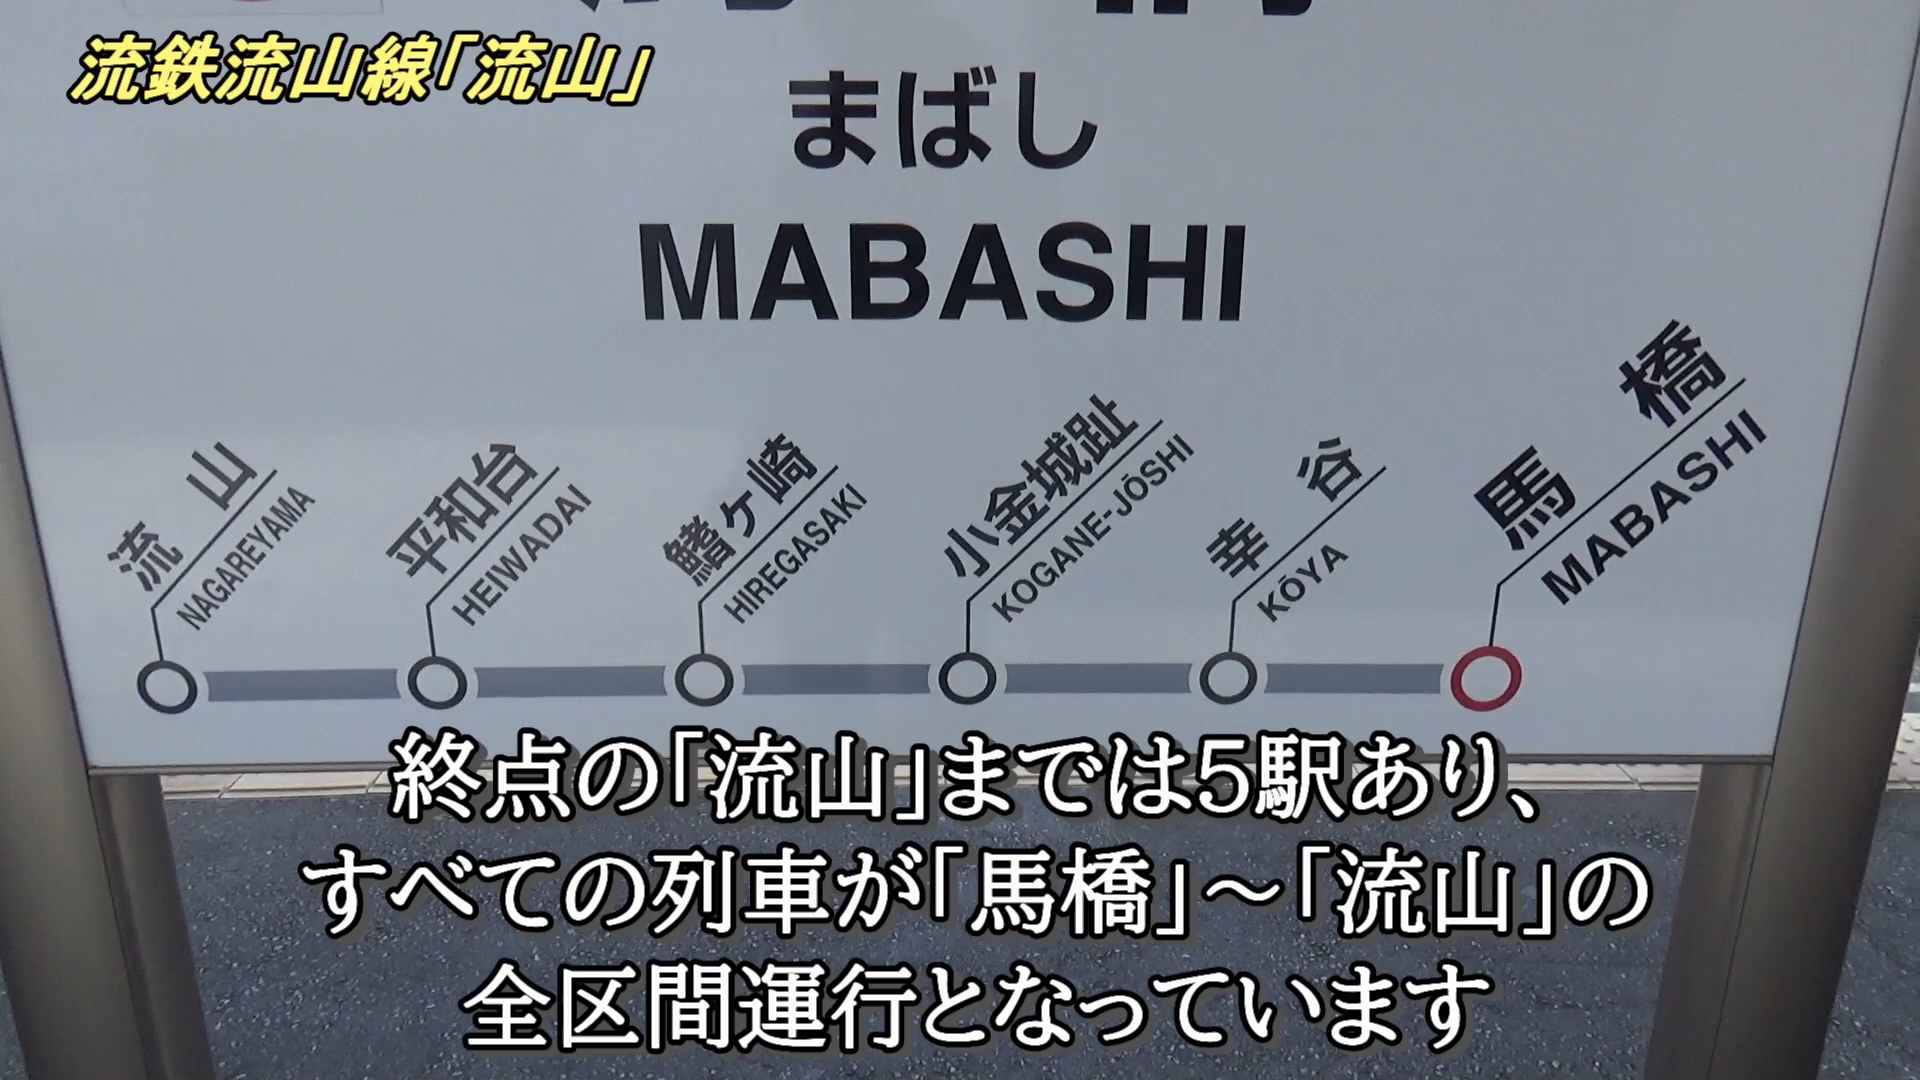 流鉄流山線「流山」
まばし
MABASHI
流山
NAGAREYAMA
平和台
HEIWADAI
鰭ヶ崎
HIREGASAKI
小金城趾
KOGANE-JŌSHI
幸谷
KŌYA
馬橋
MABASHI
終点の「流山」までは5駅あり、
すべての列車が「馬橋」～「流山」の
全区間運行となっています